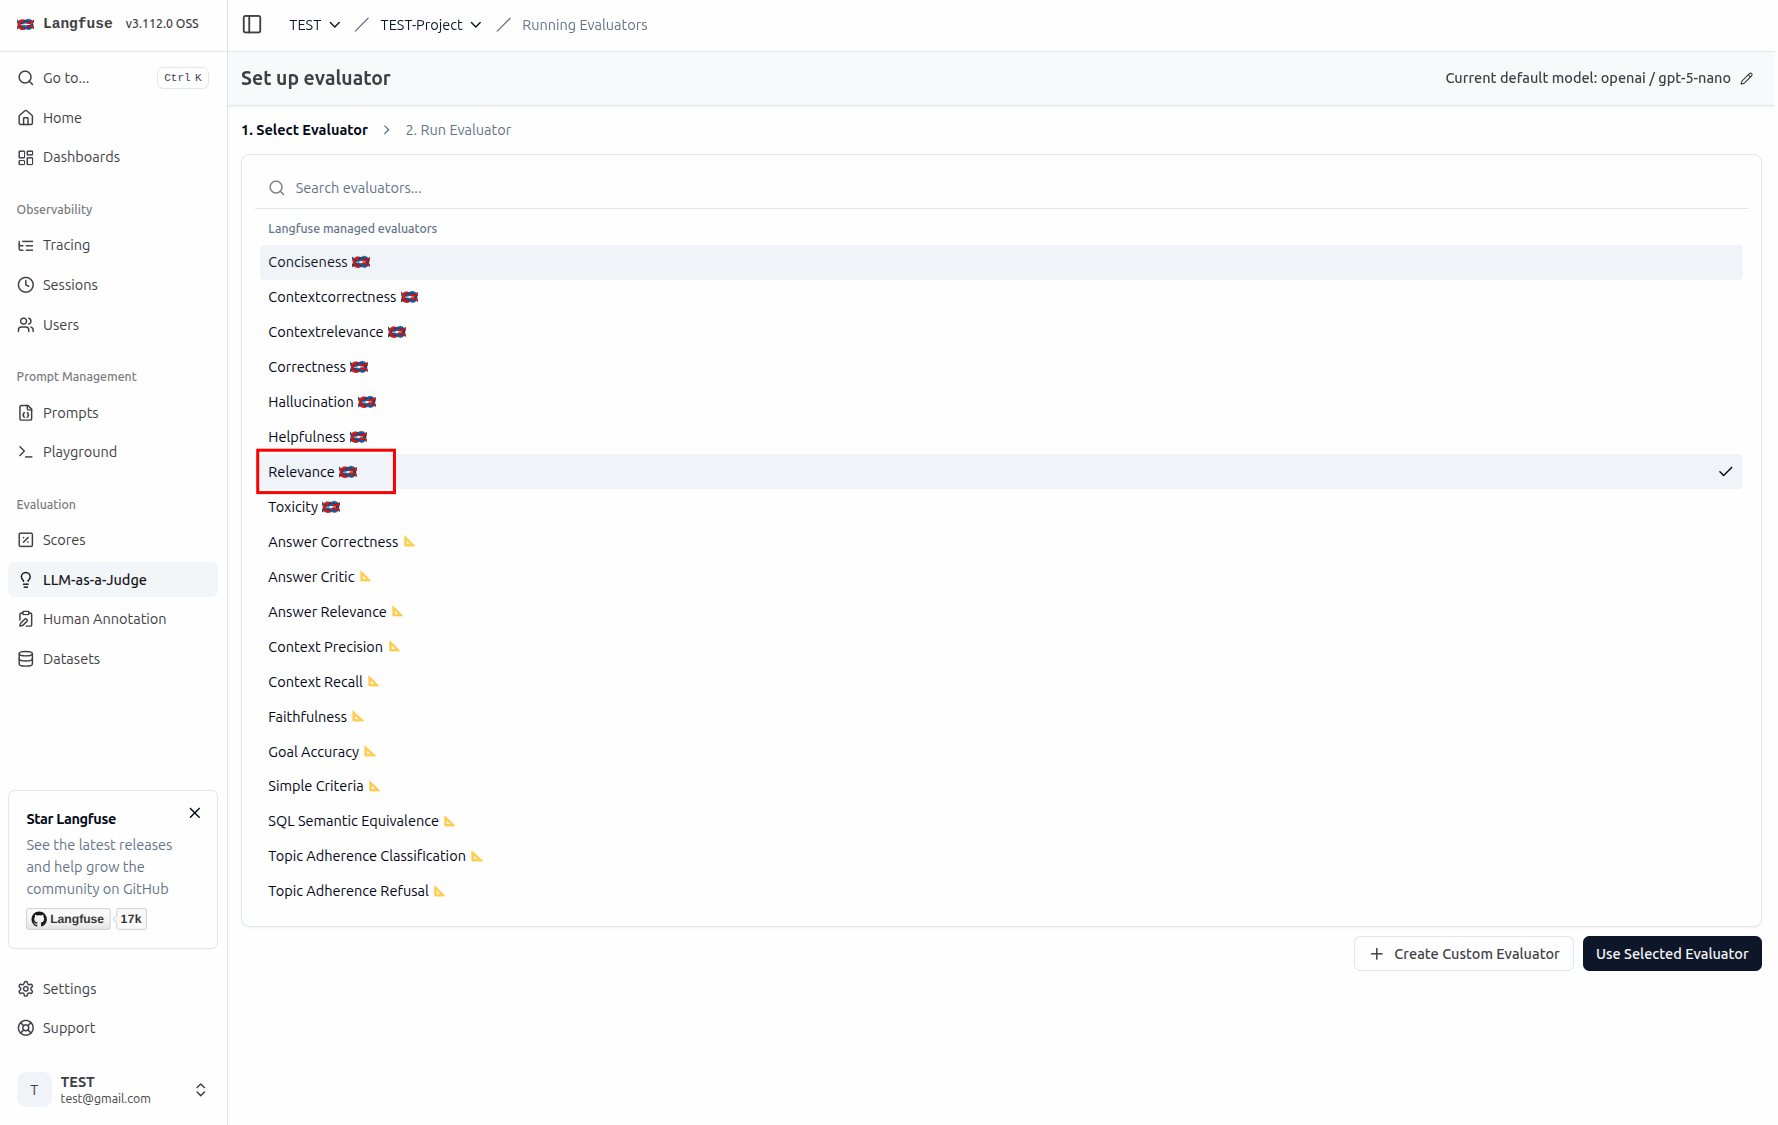 Langfuse v3.112.0 OSS
Go to... Ctrl K
Home
Dashboards
Observability
Tracing
Sessions
Users
Prompt Management
Prompts
Playground
Evaluation
Scores
LLM-as-a-Judge
Human Annotation
Datasets
Star Langfuse
See the latest releases
and help grow the
community on GitHub
Langfuse 17k
Settings
Support
T
TEST
test@gmail.com
TEST TEST-Project Running Evaluators
Set up evaluator
Current default model: openai / gpt-5-nano
1. Select Evaluator 2. Run Evaluator
Search evaluators...
Langfuse managed evaluators
Conciseness
Contextcorrectness
Contextrelevance
Correctness
Hallucination
Helpfulness
Relevance
Toxicity
Answer Correctness
Answer Critic
Answer Relevance
Context Precision
Context Recall
Faithfulness
Goal Accuracy
Simple Criteria
SQL Semantic Equivalence
Topic Adherence Classification
Topic Adherence Refusal
Create Custom Evaluator
Use Selected Evaluator